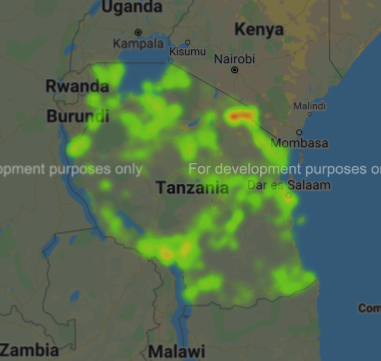 Uganda
Kenya
Kampala
Kisumu
Nairobi
Rwanda
Malindi
Burundi
Mombasa
opment purposes only
For development purposes or
Tanzania
Dar es Salaam
Com
Zambia
Malawi